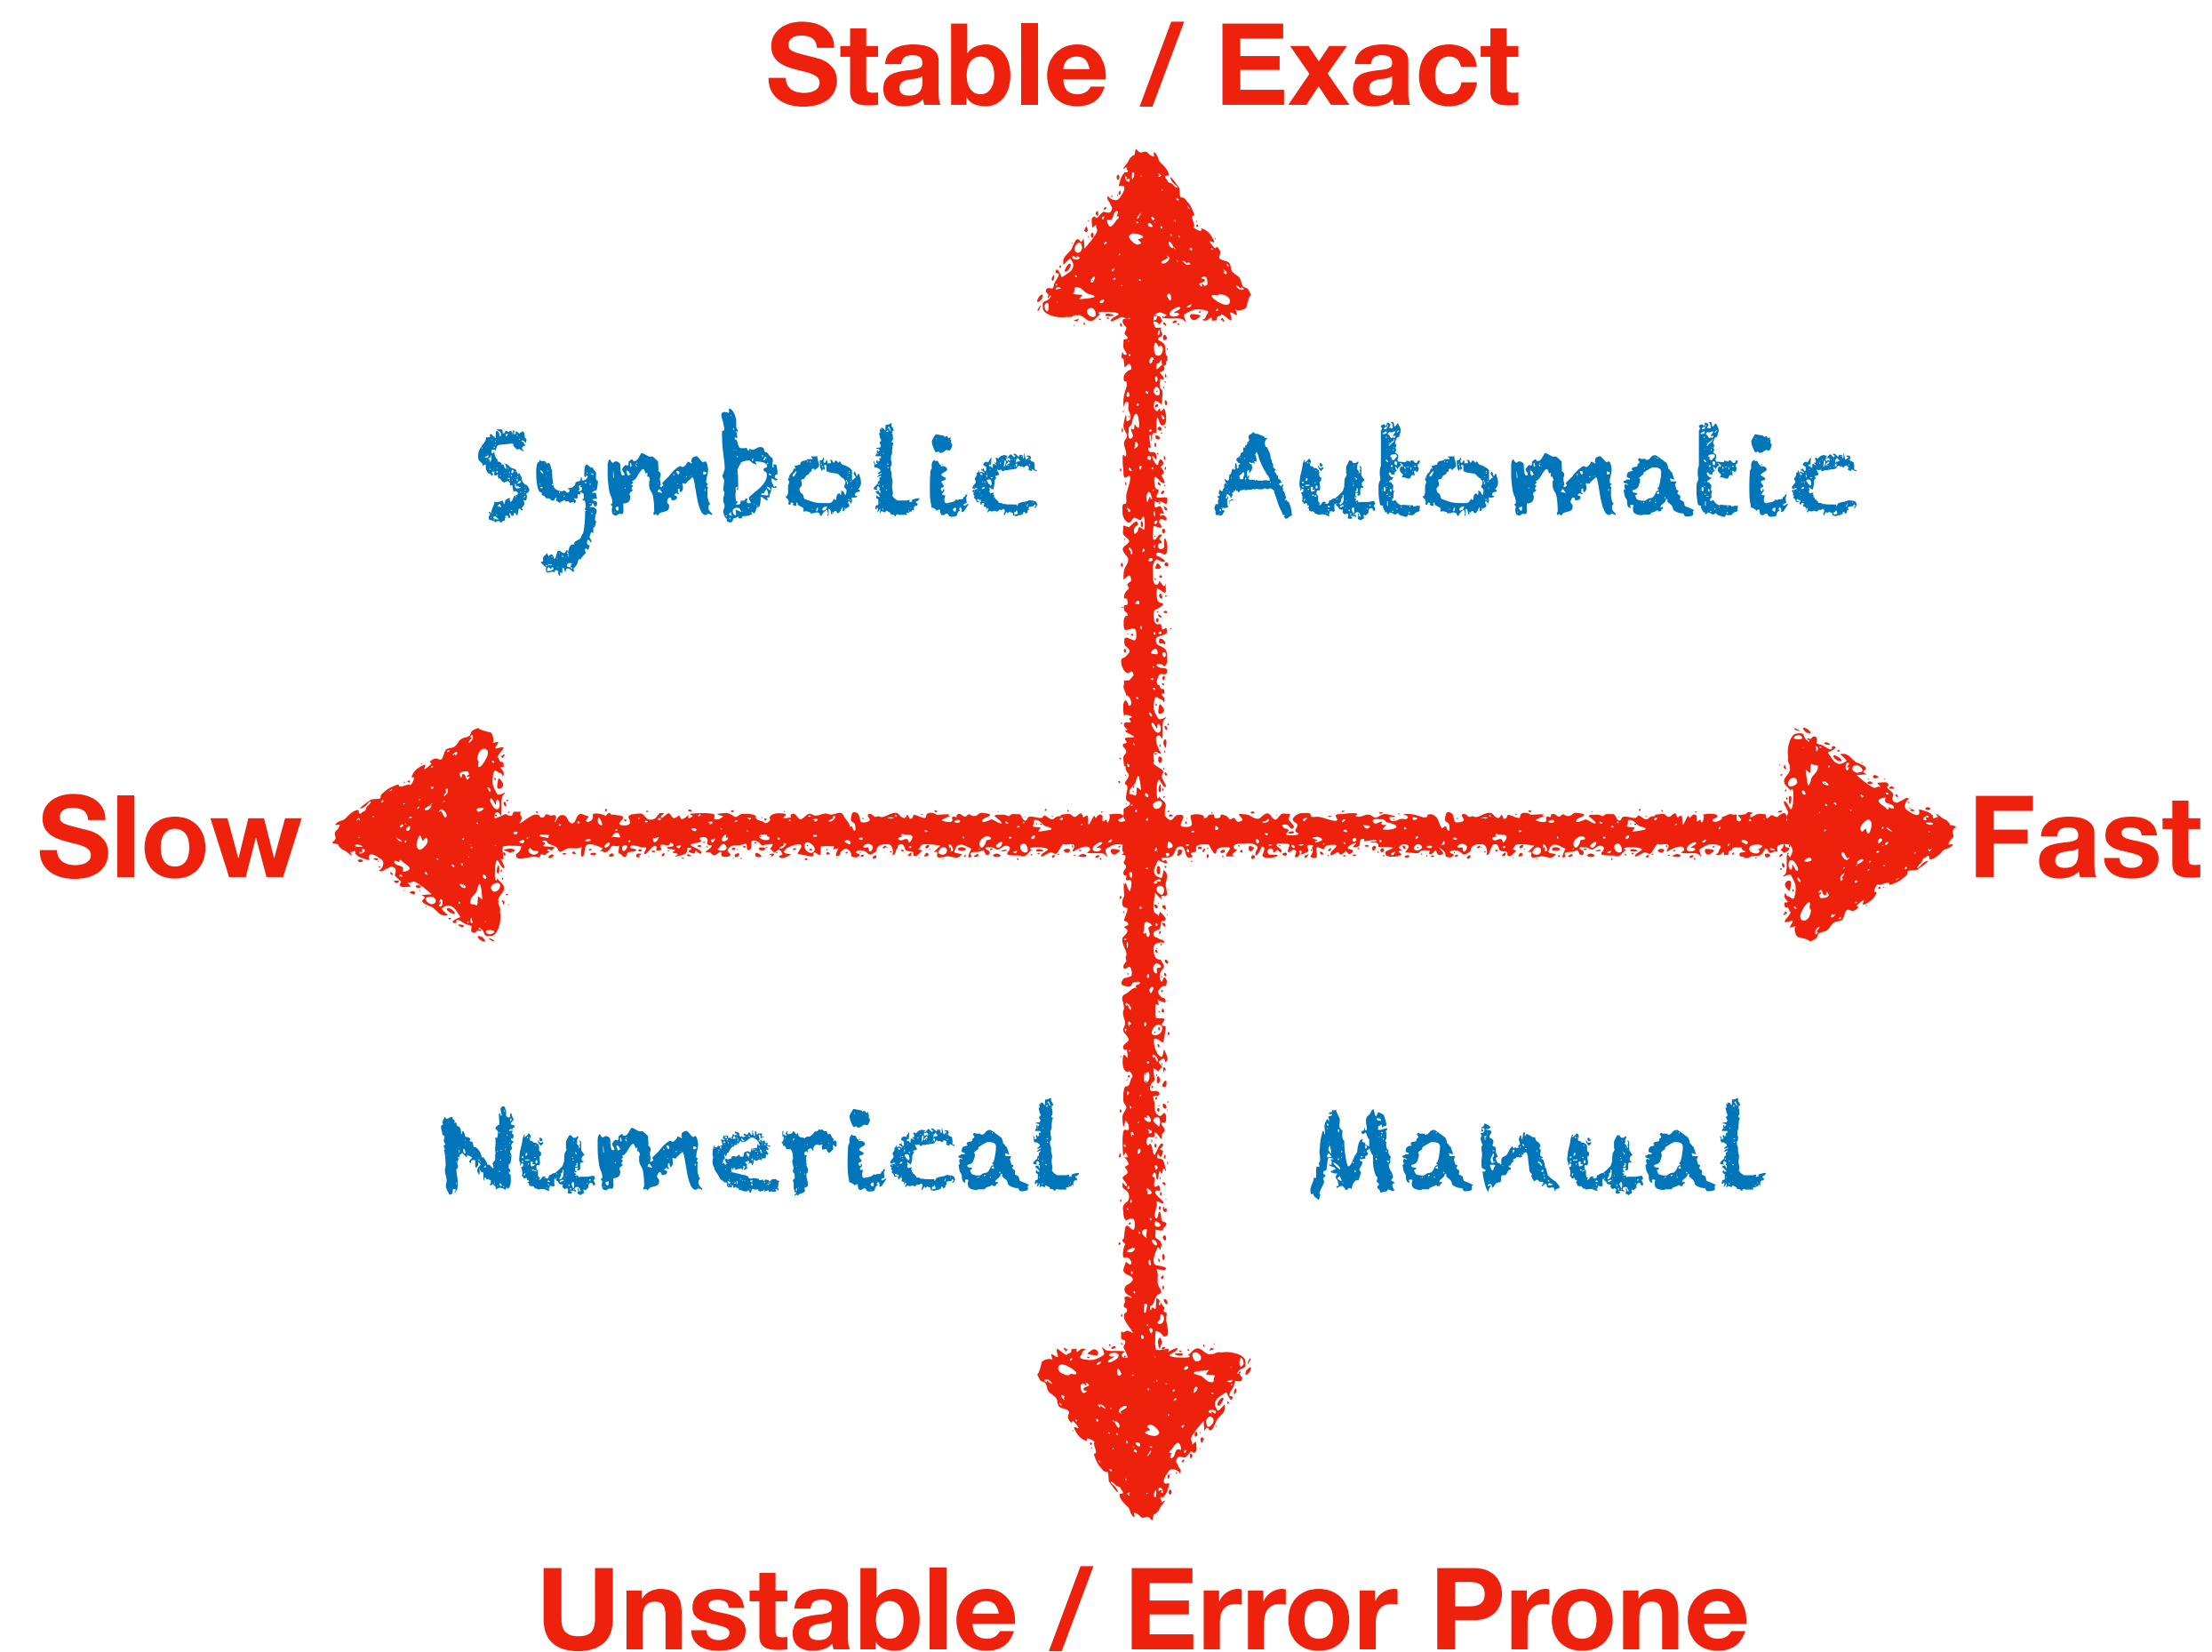 Stable / Exact
Symbolic Automatic
Slow Fast
Numerical Manual
Unstable / Error Prone